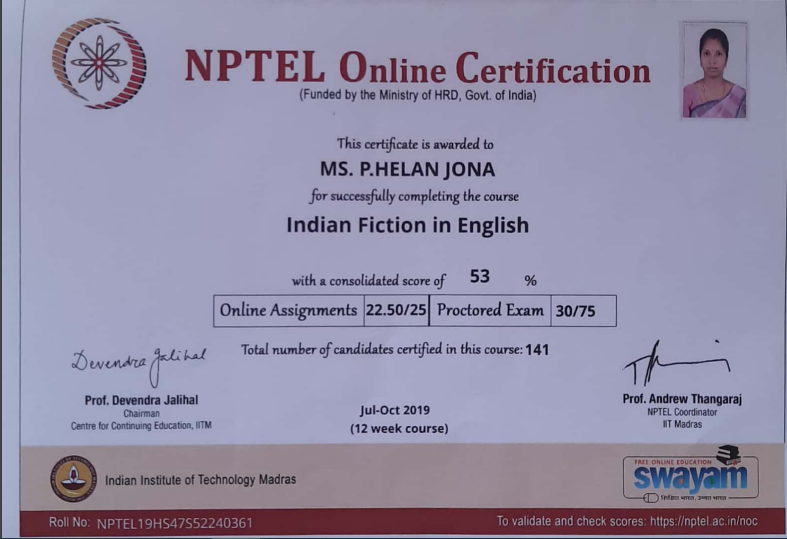 NPTEL Online Certification
(Funded by the Ministry of HRD, Govt. of India)
This certificate is awarded to
MS. P.HELAN JONA
for successfully completing the course
Indian Fiction in English
with a consolidated score of 53 %
Online Assignments 22.50/25 Proctored Exam 30/75
Total number of candidates certified in this course: 141
Devendra Jalihal
Prof. Devendra Jalihal
Chairman
Centre for Continuing Education, IITM
Jul-Oct 2019
(12 week course)
Prof. Andrew Thangaraj
NPTEL Coordinator
IIT Madras
Indian Institute of Technology Madras
FREE ONLINE EDUCATION
swayam
शिक्षित भारत, उन्नत भारत
Roll No: NPTEL19HS47S52240361
To validate and check scores: https://nptel.ac.in/noc